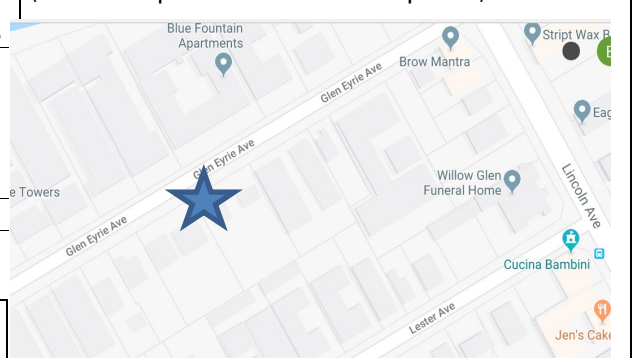 Blue Fountain
Apartments
Stript Wax B
Brow Mantra
Glen Eyrie Ave
Eag
Glen Eyrie Ave
Willow Glen
Funeral Home
Lincoln Ave
e Towers
Glen Eyrie Ave
Cucina Bambini
Lester Ave
Jen's Cake